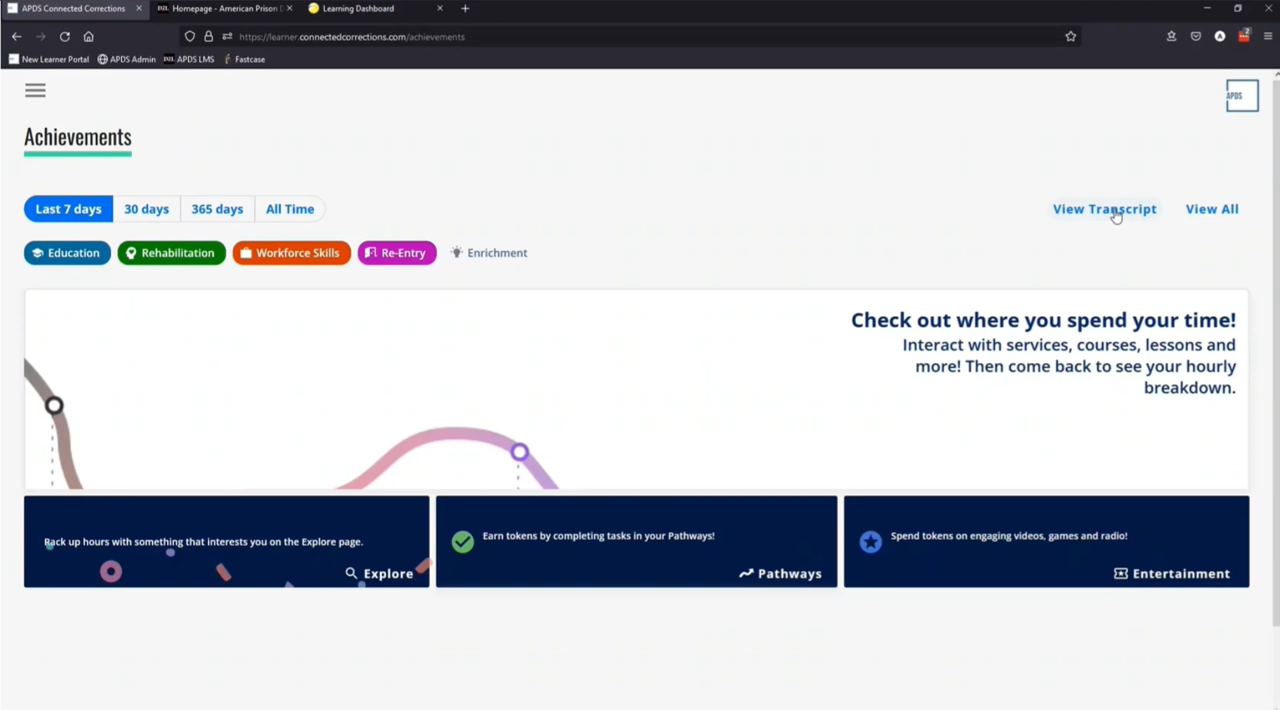 APDS Connected Corrections
D2L Homepage - American Prison D
Learning Dashboard
https://learner.connectedcorrections.com/achievements
2
New Learner Portal
APDS Admin
D2L APDS LMS
Fastcase
APDS
Achievements
Last 7 days
30 days
365 days
All Time
View Transcript
View All
Education
Rehabilitation
Workforce Skills
Re-Entry
Enrichment
Check out where you spend your time!
Interact with services, courses, lessons and
more! Then come back to see your hourly
breakdown.
Rack up hours with something that interests you on the Explore page.
Explore
Earn tokens by completing tasks in your Pathways!
Pathways
Spend tokens on engaging videos, games and radio!
Entertainment